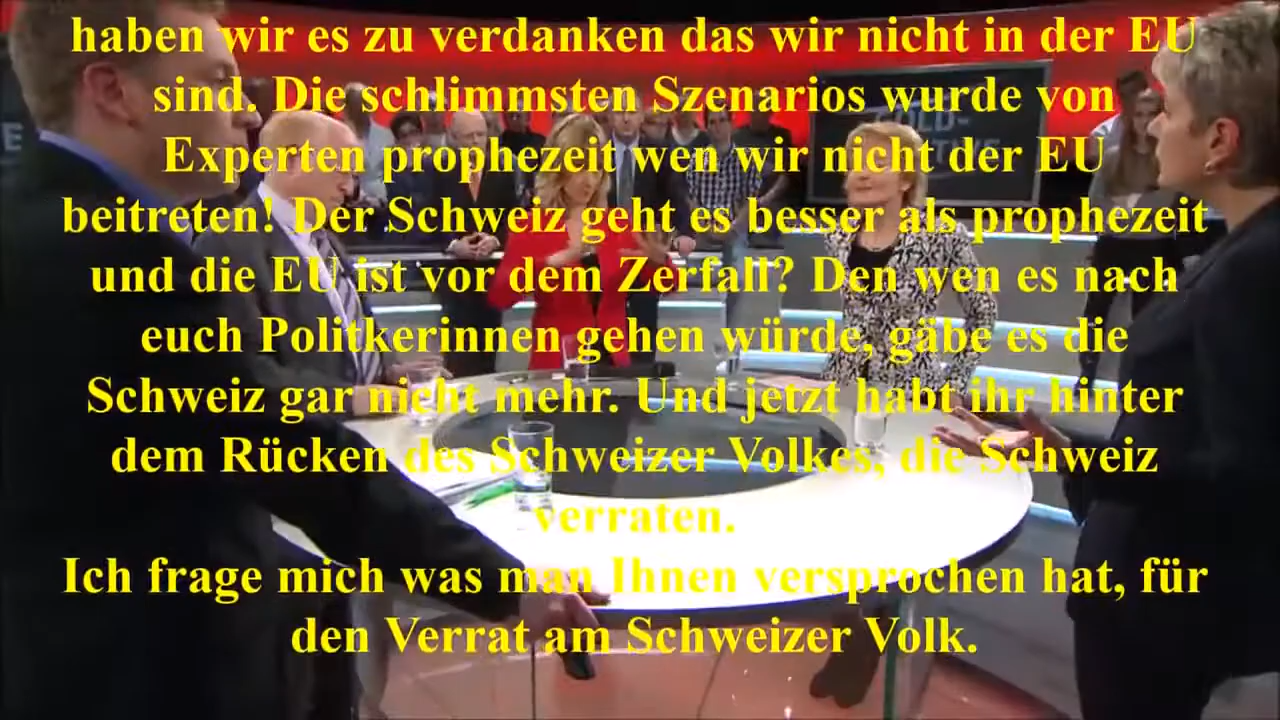 haben wir es zu verdanken das wir nicht in der EU
sind. Die schlimmsten Szenarios wurde von
Experten prophezeit wen wir nicht der EU
beitreten! Der Schweiz geht es besser als prophezeit
und die EU ist vor dem Zerfall? Den wen es nach
euch Politkerinnen gehen würde, gäbe es die
Schweiz gar nicht mehr. Und jetzt habt ihr hinter
dem Rücken des Schweizer Volkes, die Schweiz
verraten.
Ich frage mich was man Ihnen versprochen hat, für
den Verrat am Schweizer Volk.